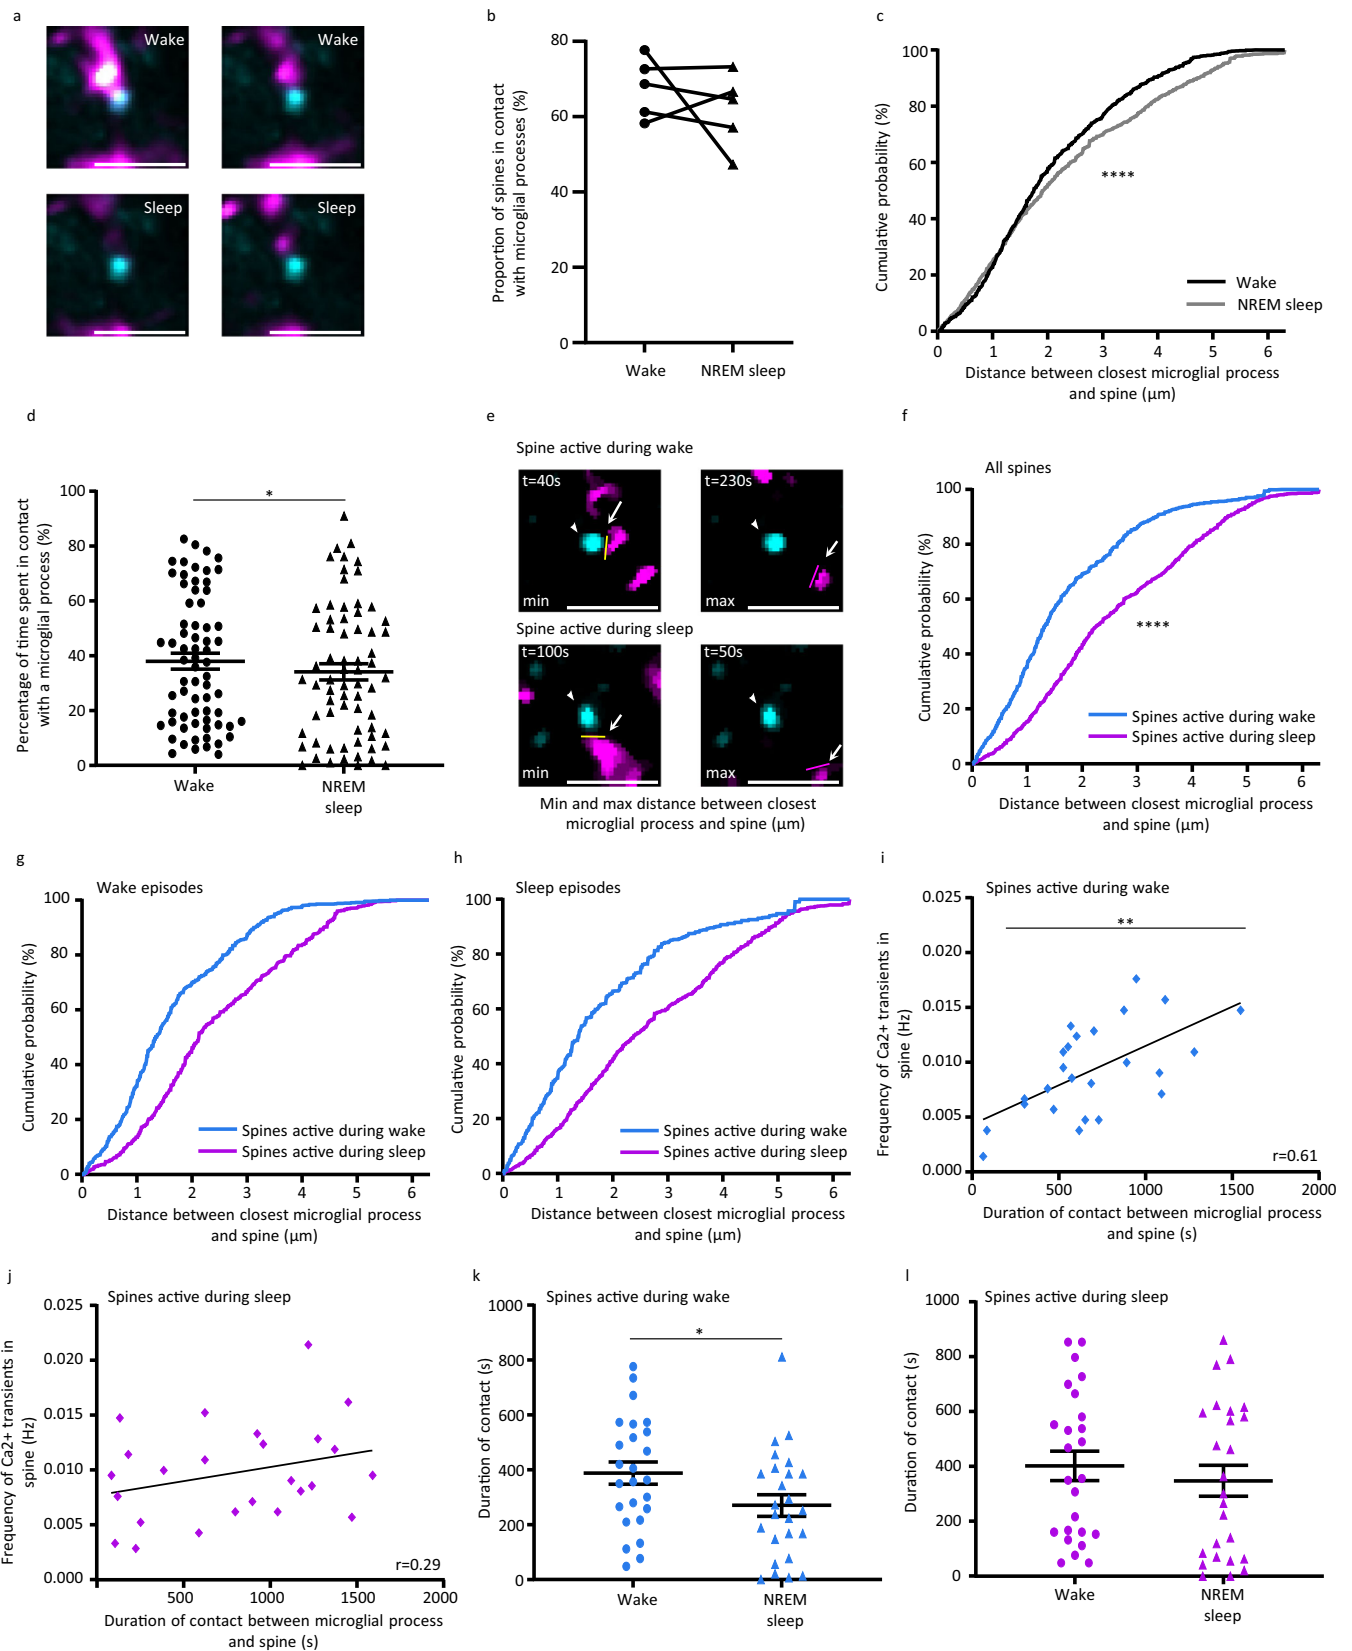 a
Wake
Wake
Sleep
Sleep
b
Proportion of spines in contact
with microglial processes (%)
80
60
40
20
0
Wake
NREM sleep
c
Cumulative probability (%)
100
80
60
40
20
0
****
Wake
NREM sleep
0 1 2 3 4 5 6
Distance between closest microglial process
and spine (µm)
d
Percentage of time spent in contact
with a microglial process (%)
100
80
60
40
20
0
*
Wake
NREM
sleep
e
Spine active during wake
t=40s
min
t=230s
max
Spine active during sleep
t=100s
min
t=50s
max
Min and max distance between closest
microglial process and spine (µm)
f
All spines
Cumulative probability (%)
100
80
60
40
20
0
****
Spines active during wake
Spines active during sleep
0 1 2 3 4 5 6
Distance between closest microglial process
and spine (µm)
g
Wake episodes
Cumulative probability (%)
100
80
60
40
20
0
Spines active during wake
Spines active during sleep
0 1 2 3 4 5 6
Distance between closest microglial process
and spine (µm)
h
Sleep episodes
Cumulative probability (%)
100
80
60
40
20
0
Spines active during wake
Spines active during sleep
0 1 2 3 4 5 6
Distance between closest microglial process
and spine (µm)
i
Spines active during wake
Frequency of Ca2+ transients in
spine (Hz)
0.025
0.020
0.015
0.010
0.005
0.000
**
r=0.61
0 500 1000 1500 2000
Duration of contact between microglial process
and spine (s)
j
Spines active during sleep
Frequency of Ca2+ transients in
spine (Hz)
0.025
0.020
0.015
0.010
0.005
0.000
r=0.29
500 1000 1500 2000
Duration of contact between microglial process
and spine (s)
k
Spines active during wake
Duration of contact (s)
1000
800
600
400
200
0
*
Wake
NREM
sleep
l
Spines active during sleep
Duration of contact (s)
1000
800
600
400
200
0
Wake
NREM
sleep